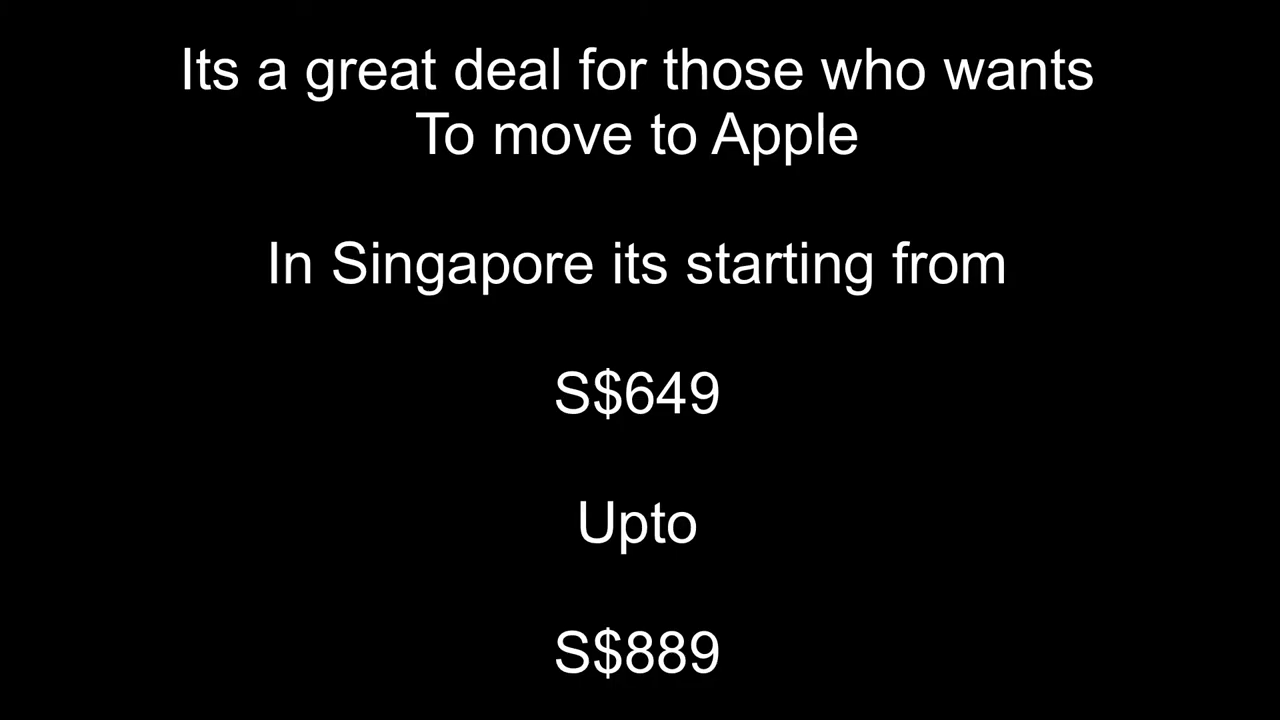 Its a great deal for those who wants
To move to Apple
In Singapore its starting from
S$649
Upto
S$889